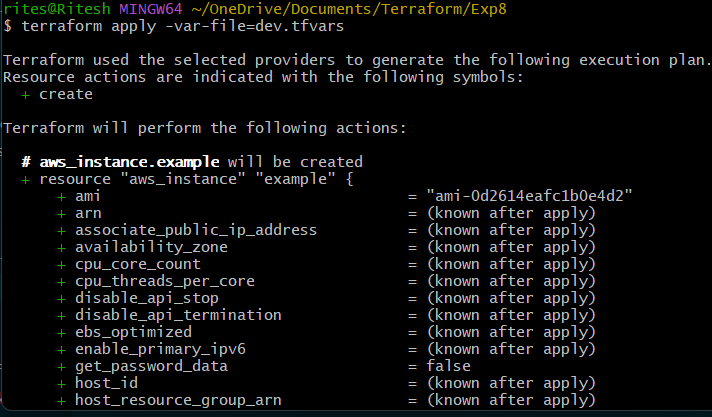 rites@Ritesh MINGW64 ~/OneDrive/Documents/Terraform/Exp8
$ terraform apply -var-file=dev.tfvars

Terraform used the selected providers to generate the following execution plan.
Resource actions are indicated with the following symbols:
  + create

Terraform will perform the following actions:

  # aws_instance.example will be created
  + resource "aws_instance" "example" {
      + ami                                  = "ami-0d2614eafc1b0e4d2"
      + arn                                  = (known after apply)
      + associate_public_ip_address          = (known after apply)
      + availability_zone                    = (known after apply)
      + cpu_core_count                       = (known after apply)
      + cpu_threads_per_core                 = (known after apply)
      + disable_api_stop                     = (known after apply)
      + disable_api_termination              = (known after apply)
      + ebs_optimized                        = (known after apply)
      + enable_primary_ipv6                  = (known after apply)
      + get_password_data                    = false
      + host_id                              = (known after apply)
      + host_resource_group_arn              = (known after apply)